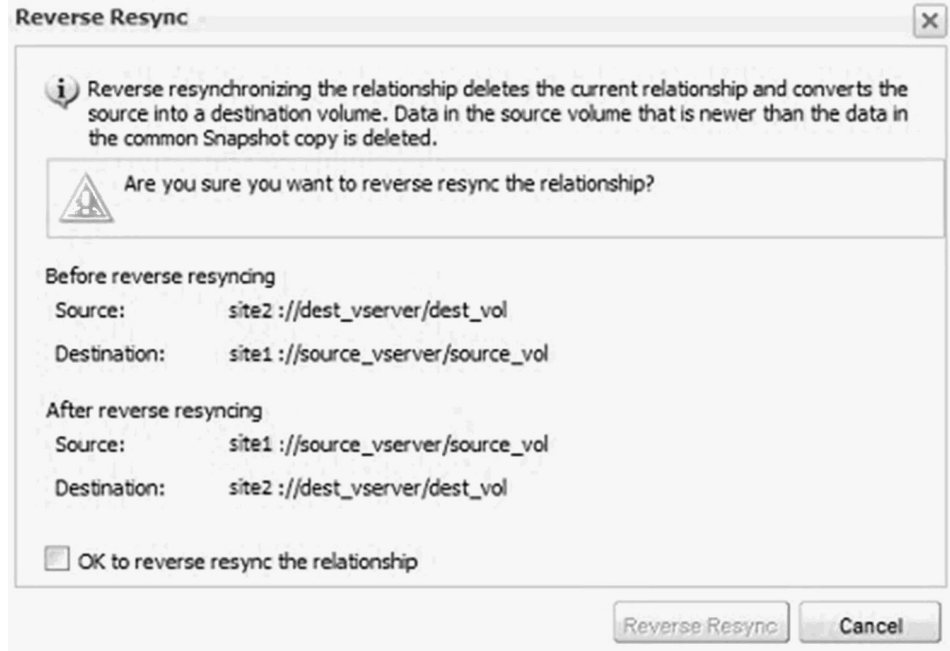 Reverse Resync
Reverse resynchronizing the relationship deletes the current relationship and converts the
source into a destination volume. Data in the source volume that is newer than the data in
the common Snapshot copy is deleted.
Are you sure you want to reverse resync the relationship?
Before reverse resyncing
Source: site2 ://dest_vserver/dest_vol
Destination: site1 ://source_vserver/source_vol
After reverse resyncing
Source: site1 ://source_vserver/source_vol
Destination: site2 ://dest_vserver/dest_vol
OK to reverse resync the relationship
Reverse Resync Cancel